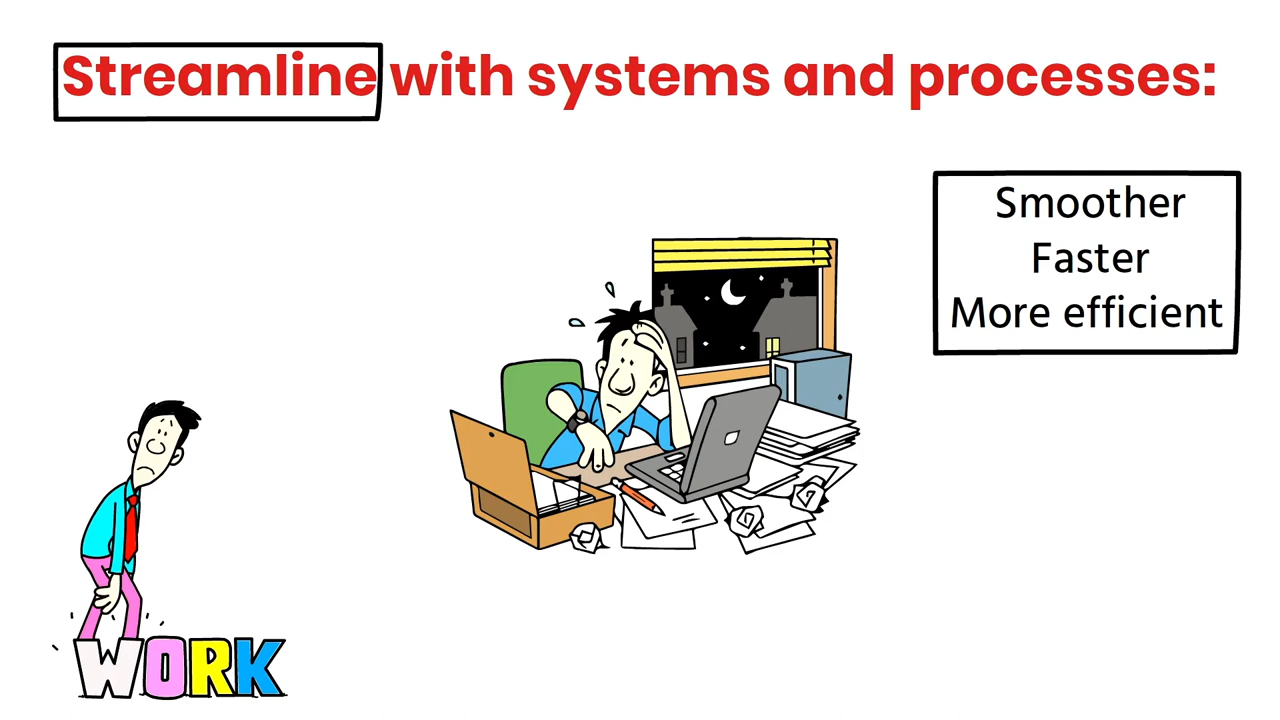 Streamline with systems and processes:
Smoother
Faster
More efficient
WORK